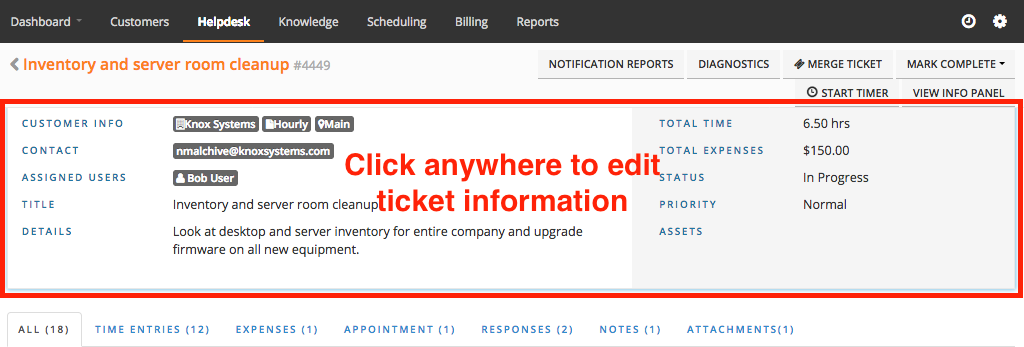 Dashboard Customers Helpdesk Knowledge Scheduling Billing Reports
Inventory and server room cleanup #4449
NOTIFICATION REPORTS DIAGNOSTICS MERGE TICKET MARK COMPLETE
START TIMER VIEW INFO PANEL
CUSTOMER INFO Knox Systems Hourly Main
CONTACT nmalchive@knoxsystems.com
ASSIGNED USERS Bob User
TITLE Inventory and server room cleanup
DETAILS Look at desktop and server inventory for entire company and upgrade
firmware on all new equipment.
Click anywhere to edit
ticket information
TOTAL TIME 6.50 hrs
TOTAL EXPENSES $150.00
STATUS In Progress
PRIORITY Normal
ASSETS
ALL (18) TIME ENTRIES (12) EXPENSES (1) APPOINTMENT (1) RESPONSES (2) NOTES (1) ATTACHMENTS(1)